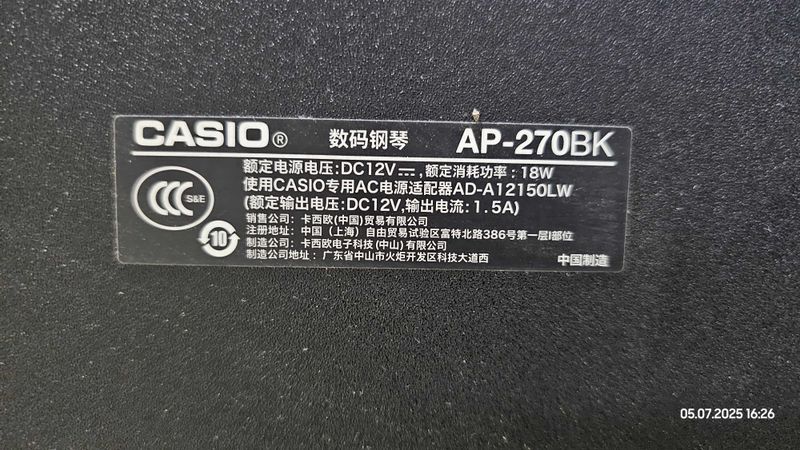 CASIO® 数码钢琴 AP-270BK
额定电源电压:DC12V⎓, 额定消耗功率:18W
使用CASIO专用AC电源适配器AD-A12150LW
(额定输出电压:DC12V, 输出电流:1.5A)
CCC S&E
10
销售公司:卡西欧(中国)贸易有限公司
注册地址:中国（上海）自由贸易试验区富特北路386号第一层I部位
制造公司:卡西欧电子科技(中山)有限公司
制造公司地址:广东省中山市火炬开发区科技大道西
中国制造
05.07.2025 16:26